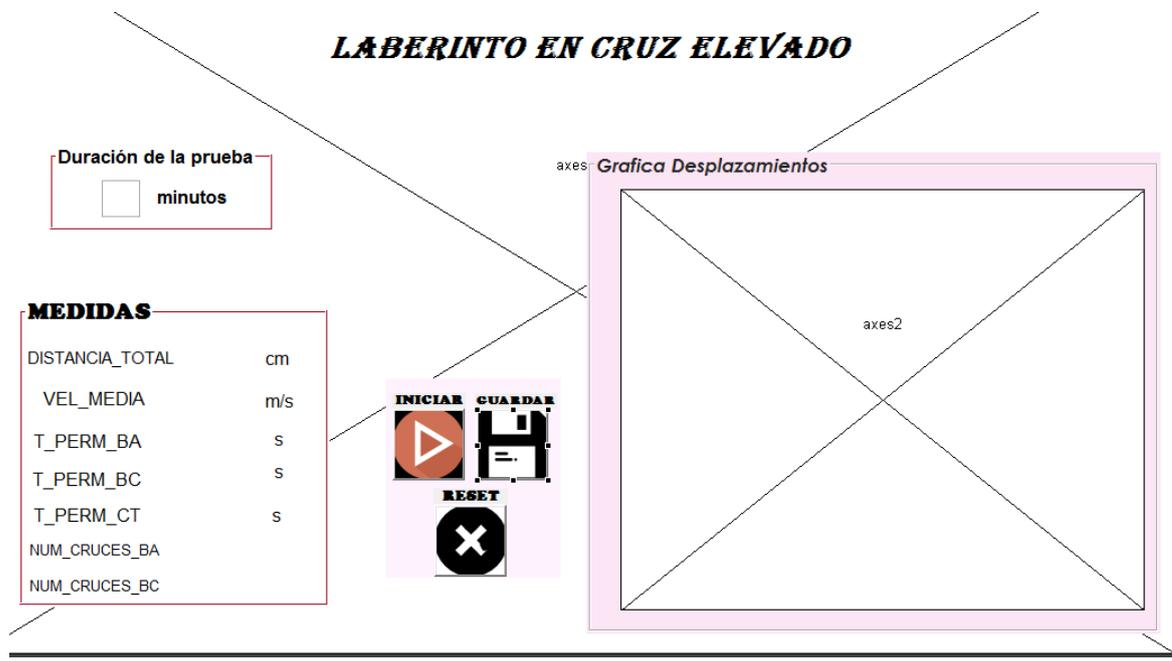 LABERINTO EN CRUZ ELEVADO
Duración de la prueba
minutos
axes
Grafica Desplazamientos
axes2
MEDIDAS
DISTANCIA_TOTAL cm
VEL_MEDIA m/s
T_PERM_BA s
T_PERM_BC s
T_PERM_CT s
NUM_CRUCES_BA
NUM_CRUCES_BC
INICIAR GUARDAR
RESET